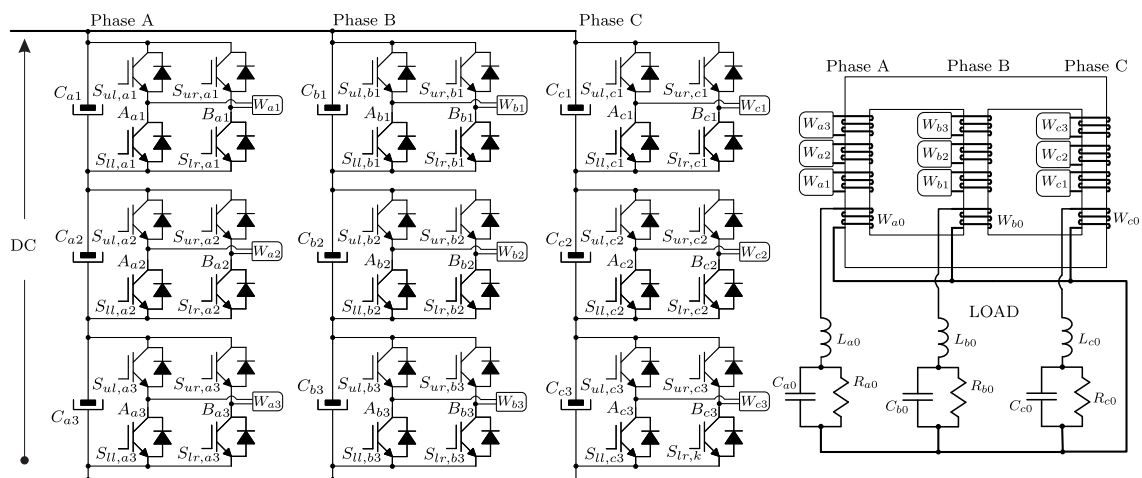 Phase A
Phase B
Phase C
C_{a1}
S_{ul,a1}
S_{ur,a1}
A_{a1}
B_{a1}
W_{a1}
S_{ll,a1}
S_{lr,a1}
C_{b1}
S_{ul,b1}
S_{ur,b1}
A_{b1}
B_{b1}
W_{b1}
S_{ll,b1}
S_{lr,b1}
C_{c1}
S_{ul,c1}
S_{ur,c1}
A_{c1}
B_{c1}
W_{c1}
S_{ll,c1}
S_{lr,c1}
DC
C_{a2}
S_{ul,a2}
S_{ur,a2}
A_{a2}
B_{a2}
W_{a2}
S_{ll,a2}
S_{lr,a2}
C_{b2}
S_{ul,b2}
S_{ur,b2}
A_{b2}
B_{b2}
W_{b2}
S_{ll,b2}
S_{lr,b2}
C_{c2}
S_{ul,c2}
S_{ur,c2}
A_{c2}
B_{c2}
W_{c2}
S_{ll,c2}
S_{lr,c2}
C_{a3}
S_{ul,a3}
S_{ur,a3}
A_{a3}
B_{a3}
W_{a3}
S_{ll,a3}
S_{lr,a3}
C_{b3}
S_{ul,b3}
S_{ur,b3}
A_{b3}
B_{b3}
W_{b3}
S_{ll,b3}
S_{lr,b3}
C_{c3}
S_{ul,c3}
S_{ur,c3}
A_{c3}
B_{c3}
W_{c3}
S_{ll,c3}
S_{lr,k}
Phase A
Phase B
Phase C
W_{a3}
W_{b3}
W_{c3}
W_{a2}
W_{b2}
W_{c2}
W_{a1}
W_{b1}
W_{c1}
W_{a0}
W_{b0}
W_{c0}
LOAD
L_{a0}
L_{b0}
L_{c0}
C_{a0}
R_{a0}
C_{b0}
R_{b0}
C_{c0}
R_{c0}